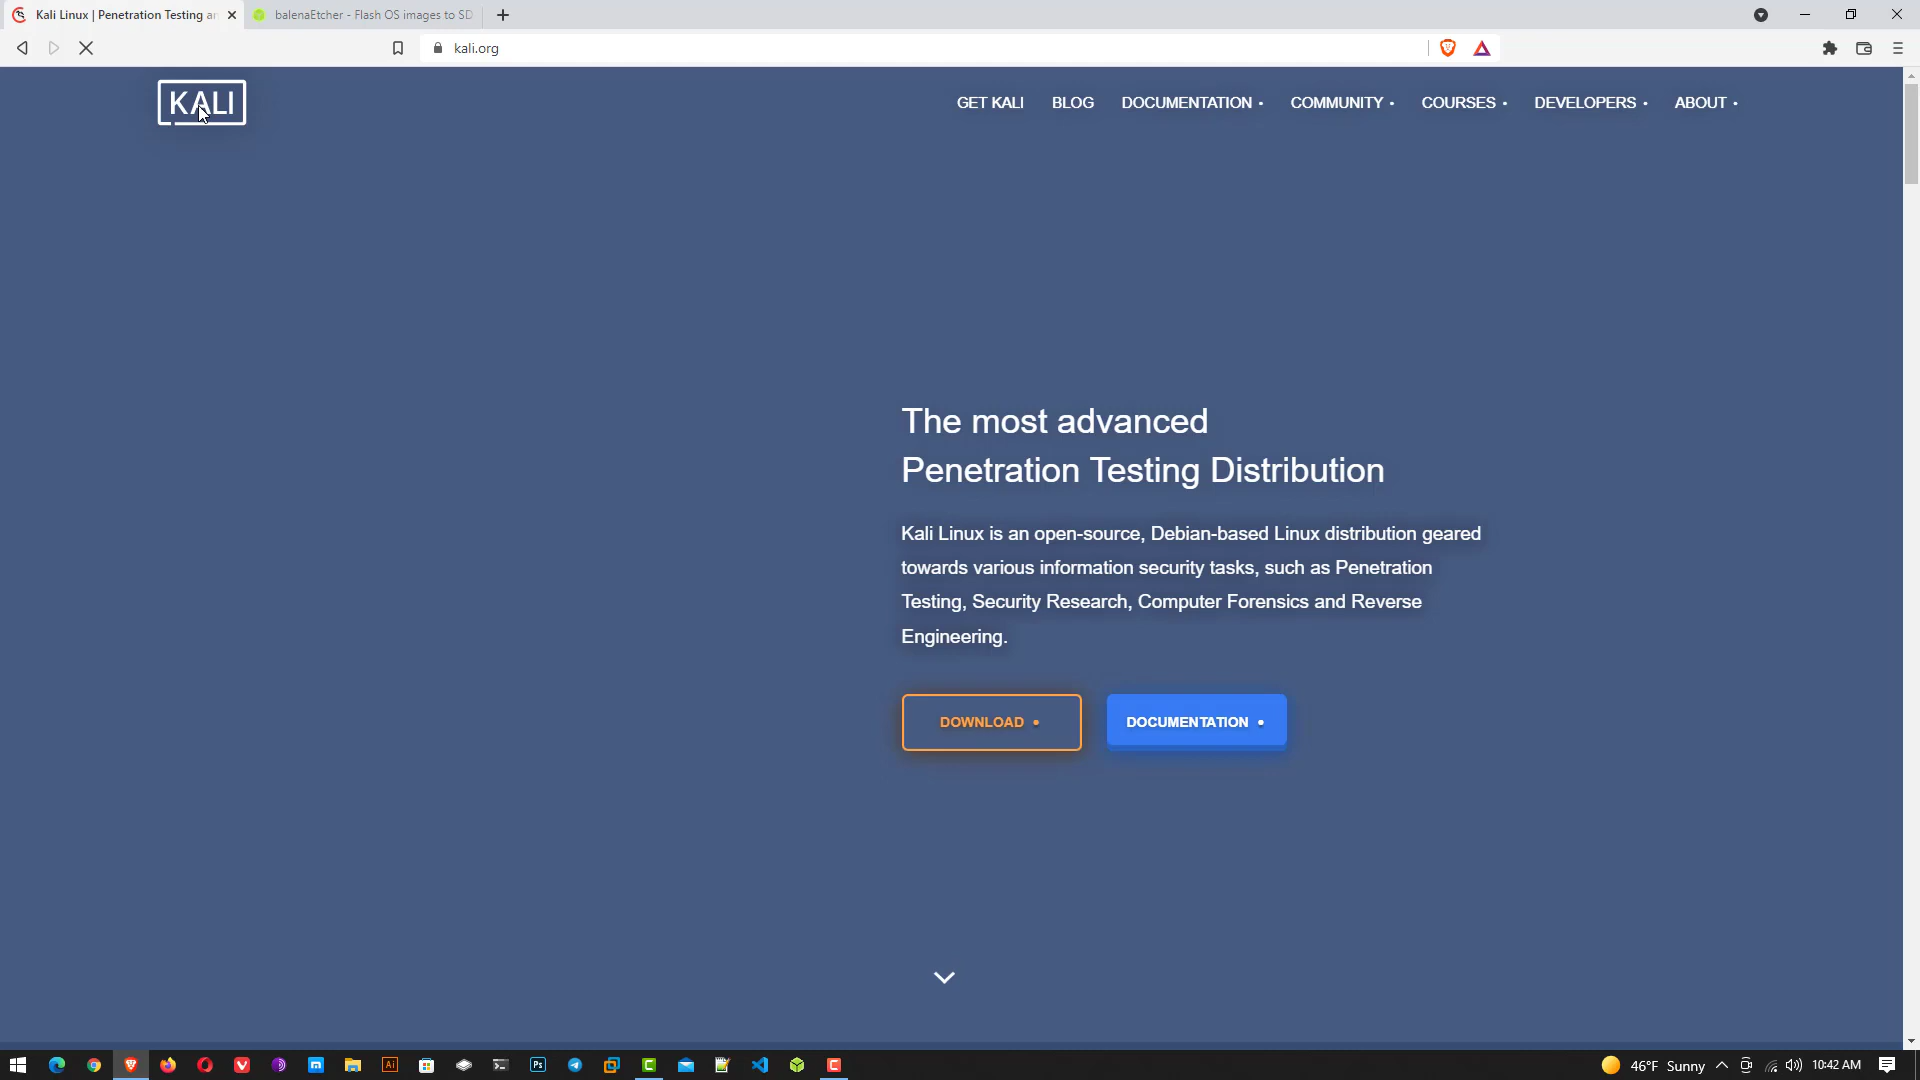 Kali Linux | Penetration Testing an
balenaEtcher - Flash OS images to SD
kali.org
KALI
GET KALI
BLOG
DOCUMENTATION •
COMMUNITY •
COURSES •
DEVELOPERS •
ABOUT •
The most advanced
Penetration Testing Distribution
Kali Linux is an open-source, Debian-based Linux distribution geared
towards various information security tasks, such as Penetration
Testing, Security Research, Computer Forensics and Reverse
Engineering.
DOWNLOAD •
DOCUMENTATION •
Ai
Ps
46°F Sunny
10:42 AM